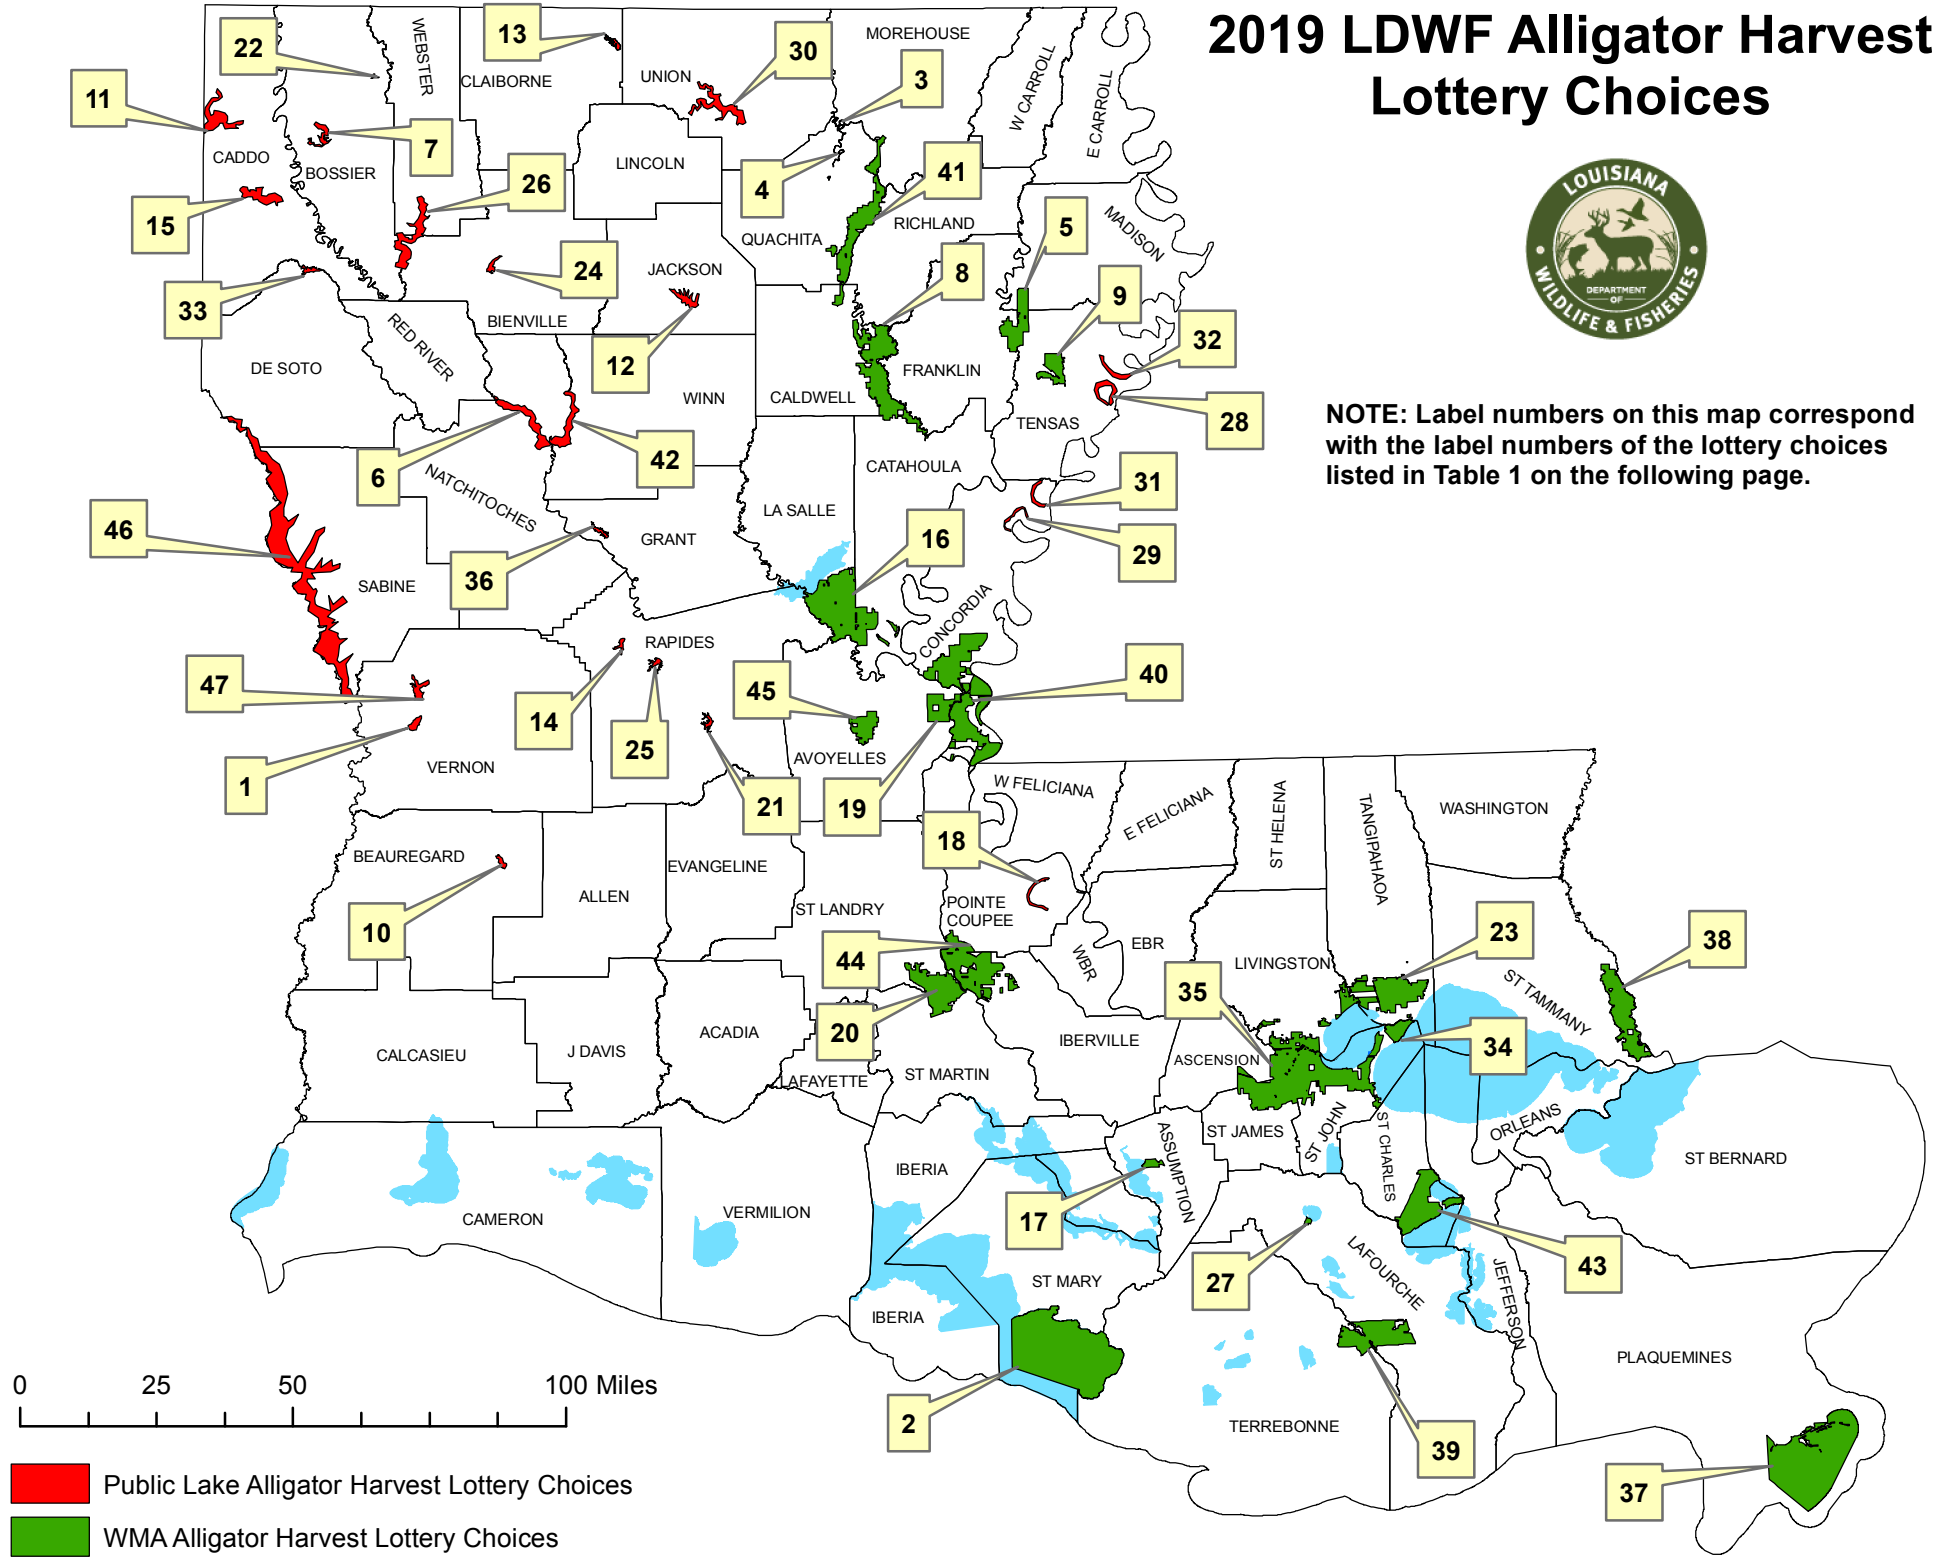 2019 LDWF Alligator Harvest
Lottery Choices
LOUISIANA
DEPARTMENT
OF
WILDLIFE & FISHERIES
NOTE: Label numbers on this map correspond
with the label numbers of the lottery choices
listed in Table 1 on the following page.
13
22
30
3
11
7
4
41
26
15
5
24
8
9
33
32
12
28
6
42
31
46
16
29
36
47
14
45
40
25
1
21
19
18
10
44
23
38
35
20
34
17
27
43
2
39
37
WEBSTER
CLAIBORNE
UNION
MOREHOUSE
W CARROLL
E CARROLL
CADDO
BOSSIER
LINCOLN
QUACHITA
RICHLAND
MADISON
JACKSON
BIENVILLE
RED RIVER
DE SOTO
WINN
CALDWELL
FRANKLIN
TENSAS
NATCHITOCHES
CATAHOULA
LA SALLE
GRANT
SABINE
CONCORDIA
RAPIDES
VERNON
AVOYELLES
W FELICIANA
E FELICIANA
ST HELENA
TANGIPAHAOA
WASHINGTON
BEAUREGARD
ALLEN
EVANGELINE
ST LANDRY
POINTE
COUPEE
WBR
EBR
LIVINGSTON
ST TAMMANY
CALCASIEU
J DAVIS
ACADIA
LAFAYETTE
ST MARTIN
IBERVILLE
ASCENSION
ST JAMES
ST JOHN
ST CHARLES
ORLEANS
ST BERNARD
ASSUMPTION
IBERIA
CAMERON
VERMILION
ST MARY
IBERIA
LAFOURCHE
JEFFERSON
PLAQUEMINES
TERREBONNE
0 25 50 100 Miles
Public Lake Alligator Harvest Lottery Choices
WMA Alligator Harvest Lottery Choices